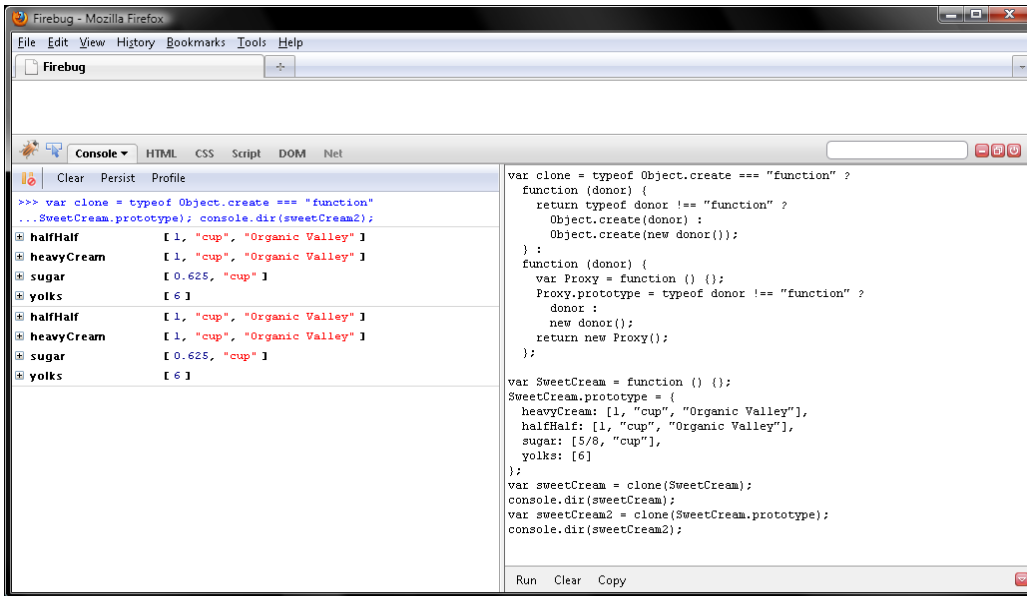 Firebug - Mozilla Firefox
File Edit View History Bookmarks Tools Help
Firebug
Console HTML CSS Script DOM Net
Clear Persist Profile
>>> var clone = typeof Object.create === "function"
...SweetCream.prototype); console.dir(sweetCream2);
halfHalf [ 1, "cup", "Organic Valley" ]
heavyCream [ 1, "cup", "Organic Valley" ]
sugar [ 0.625, "cup" ]
yolks [ 6 ]
halfHalf [ 1, "cup", "Organic Valley" ]
heavyCream [ 1, "cup", "Organic Valley" ]
sugar [ 0.625, "cup" ]
yolks [ 6 ]
var clone = typeof Object.create === "function" ?
  function (donor) {
    return typeof donor !== "function" ?
      Object.create(donor) :
      Object.create(new donor());
  } :
  function (donor) {
    var Proxy = function () {};
    Proxy.prototype = typeof donor !== "function" ?
      donor :
      new donor();
    return new Proxy();
  };
var SweetCream = function () {};
SweetCream.prototype = {
  heavyCream: [1, "cup", "Organic Valley"],
  halfHalf: [1, "cup", "Organic Valley"],
  sugar: [5/8, "cup"],
  yolks: [6]
};
var sweetCream = clone(SweetCream);
console.dir(sweetCream);
var sweetCream2 = clone(SweetCream.prototype);
console.dir(sweetCream2);
Run Clear Copy